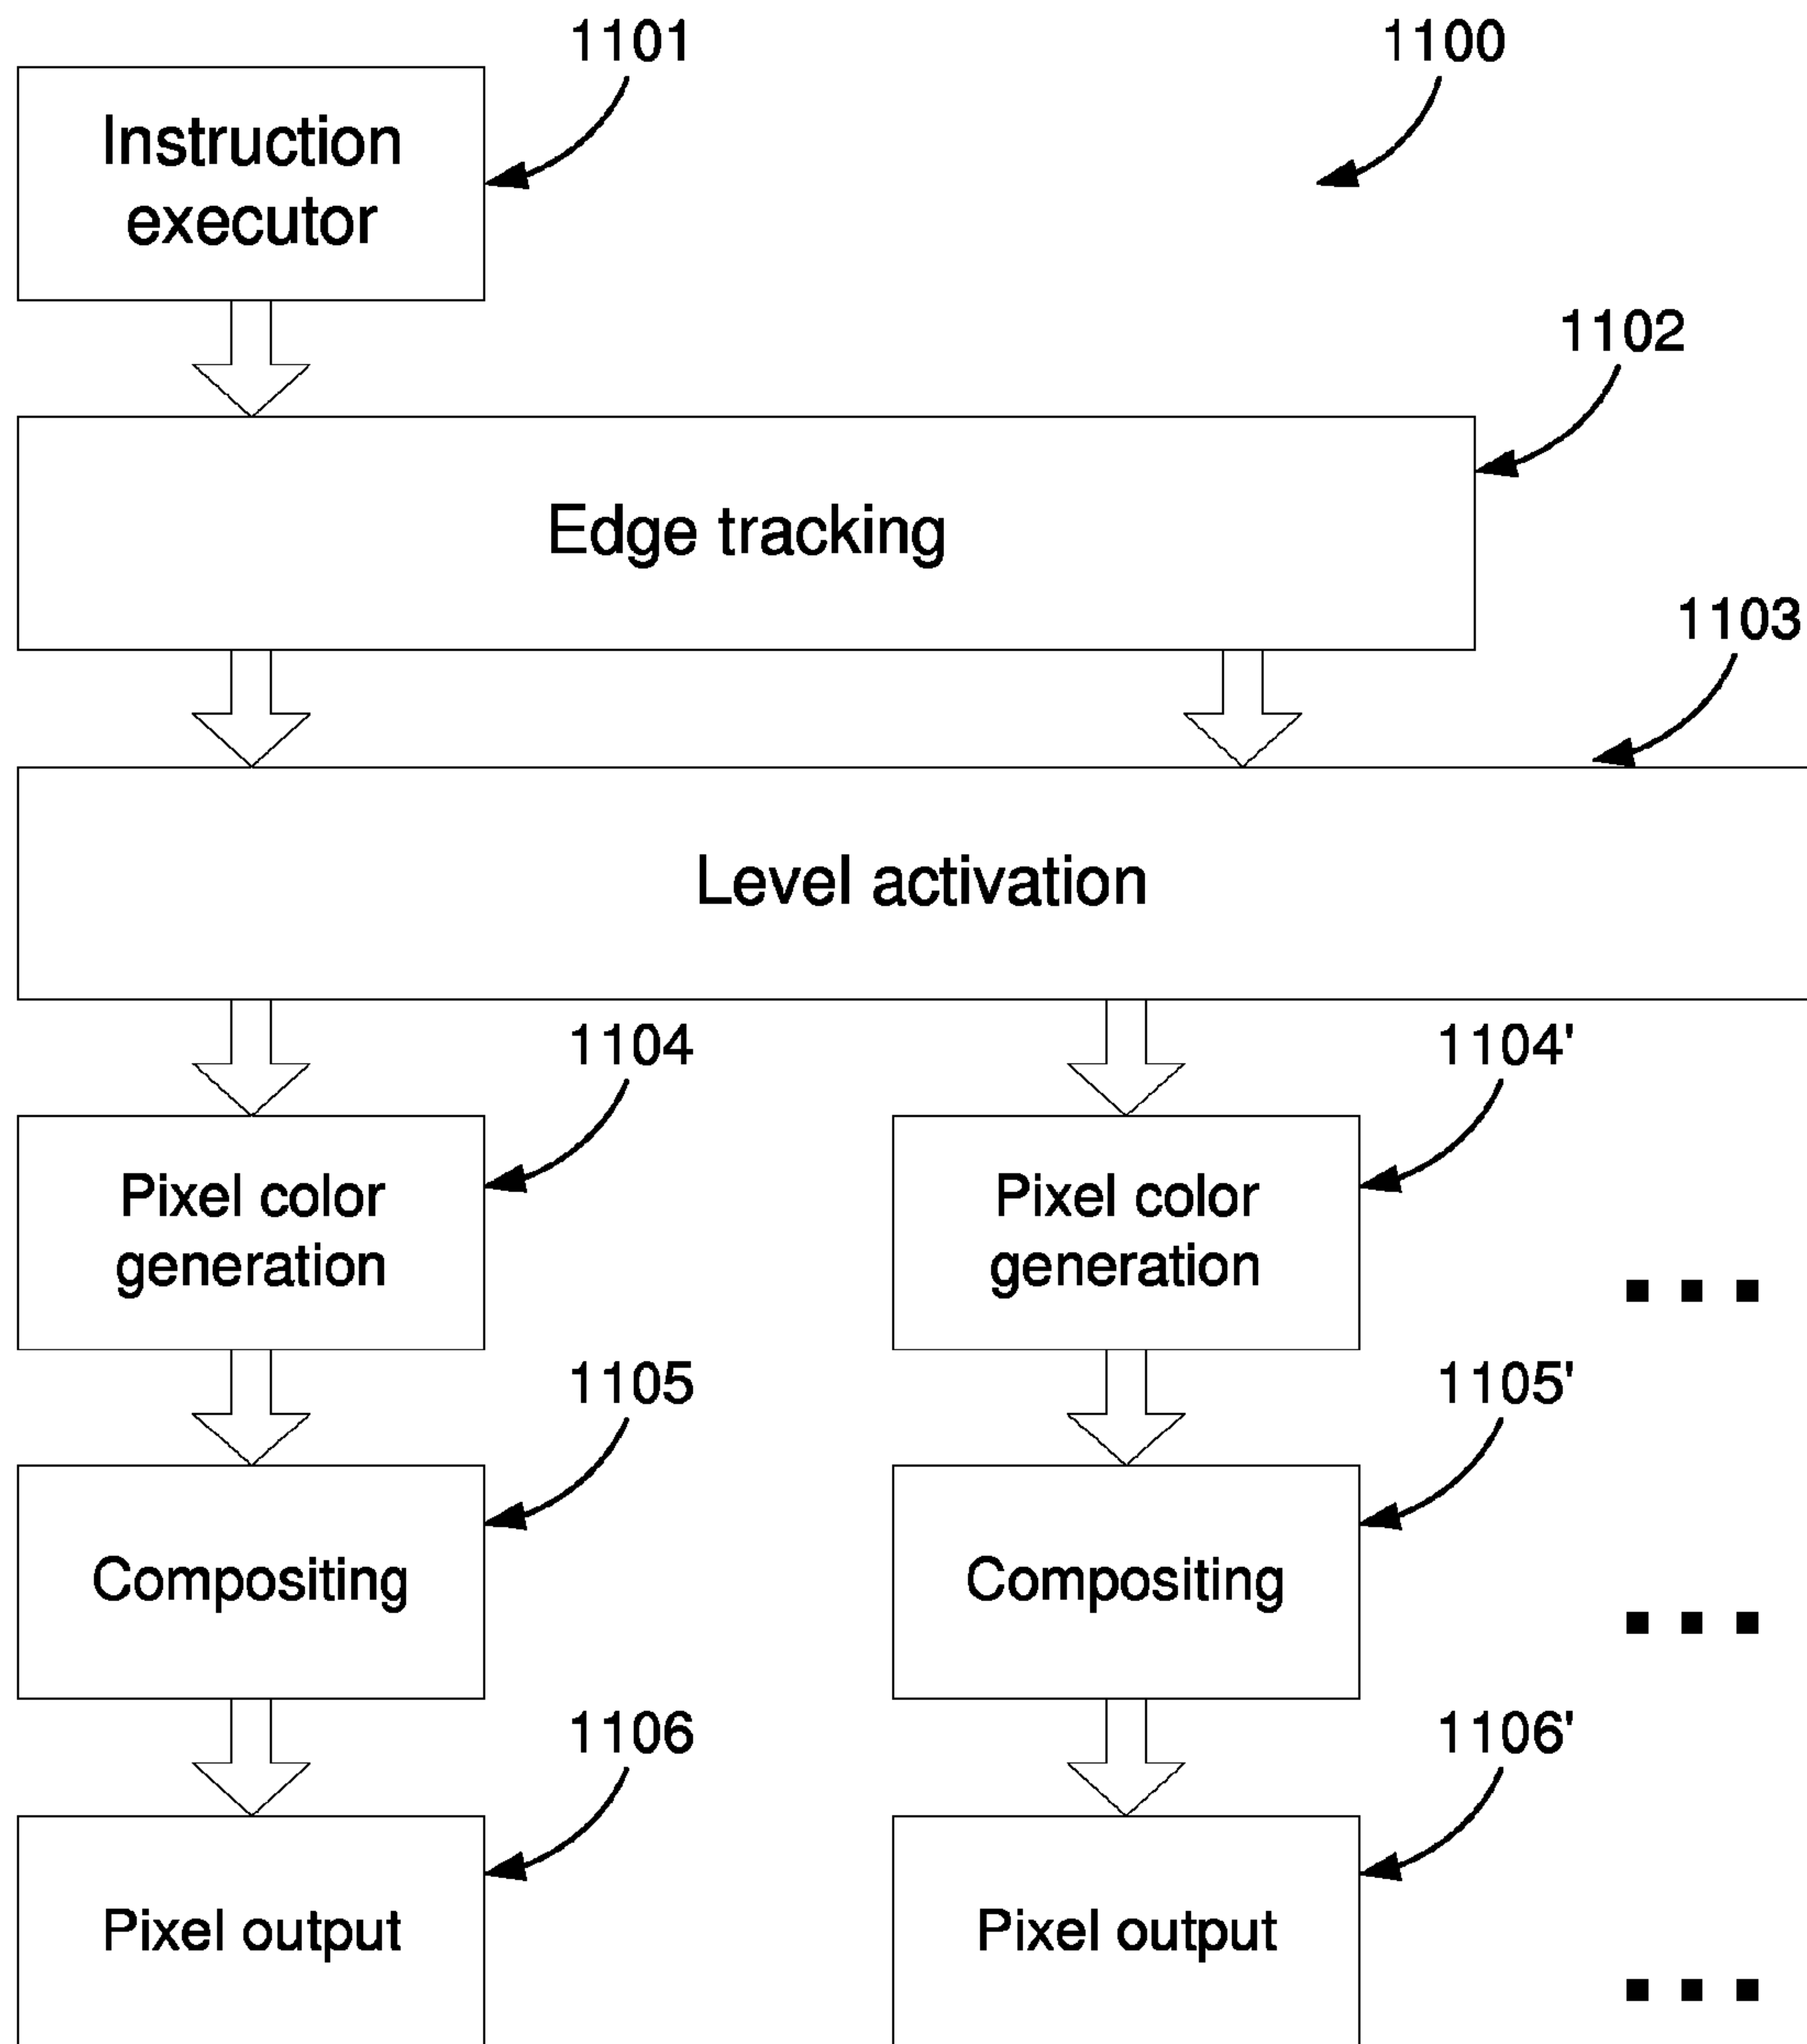 1101
1100
Instruction
executor
1102
Edge tracking
1103
Level activation
1104
1104'
Pixel color
generation
Pixel color
generation
1105
1105'
Compositing
Compositing
1106
1106'
Pixel output
Pixel output